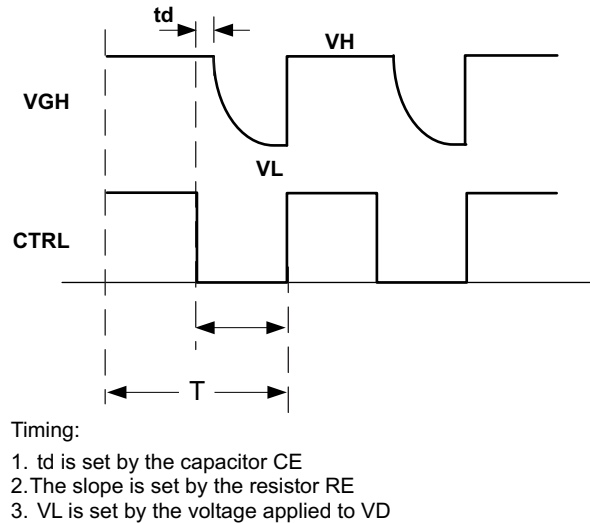 td
VH
VGH
VL
CTRL
T
Timing:
1. td is set by the capacitor CE
2.The slope is set by the resistor RE
3. VL is set by the voltage applied to VD